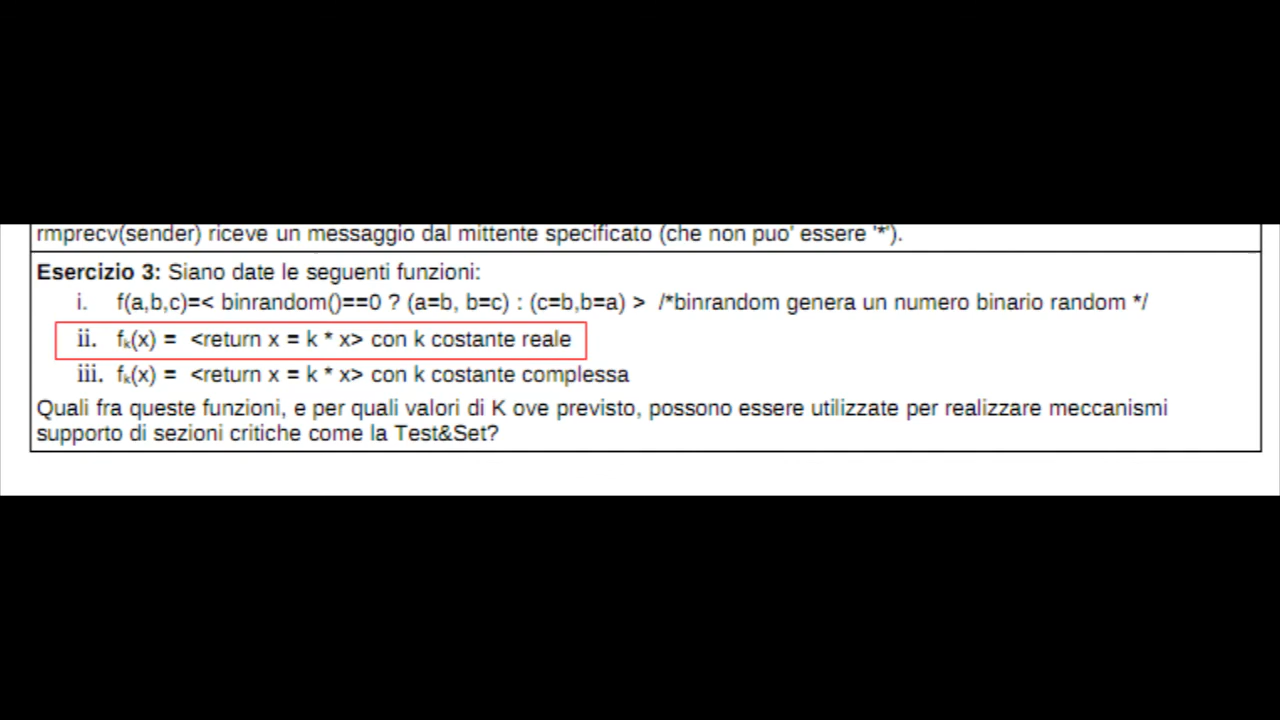 rmprecv(sender) riceve un messaggio dal mittente specificato (che non puo' essere '*').
Esercizio 3: Siano date le seguenti funzioni:
i. f(a,b,c)=< binrandom()==0 ? (a=b, b=c) : (c=b,b=a) > /*binrandom genera un numero binario random */
ii. fₖ(x) = <return x = k * x> con k costante reale
iii. fₖ(x) = <return x = k * x> con k costante complessa
Quali fra queste funzioni, e per quali valori di K ove previsto, possono essere utilizzate per realizzare meccanismi
supporto di sezioni critiche come la Test&Set?